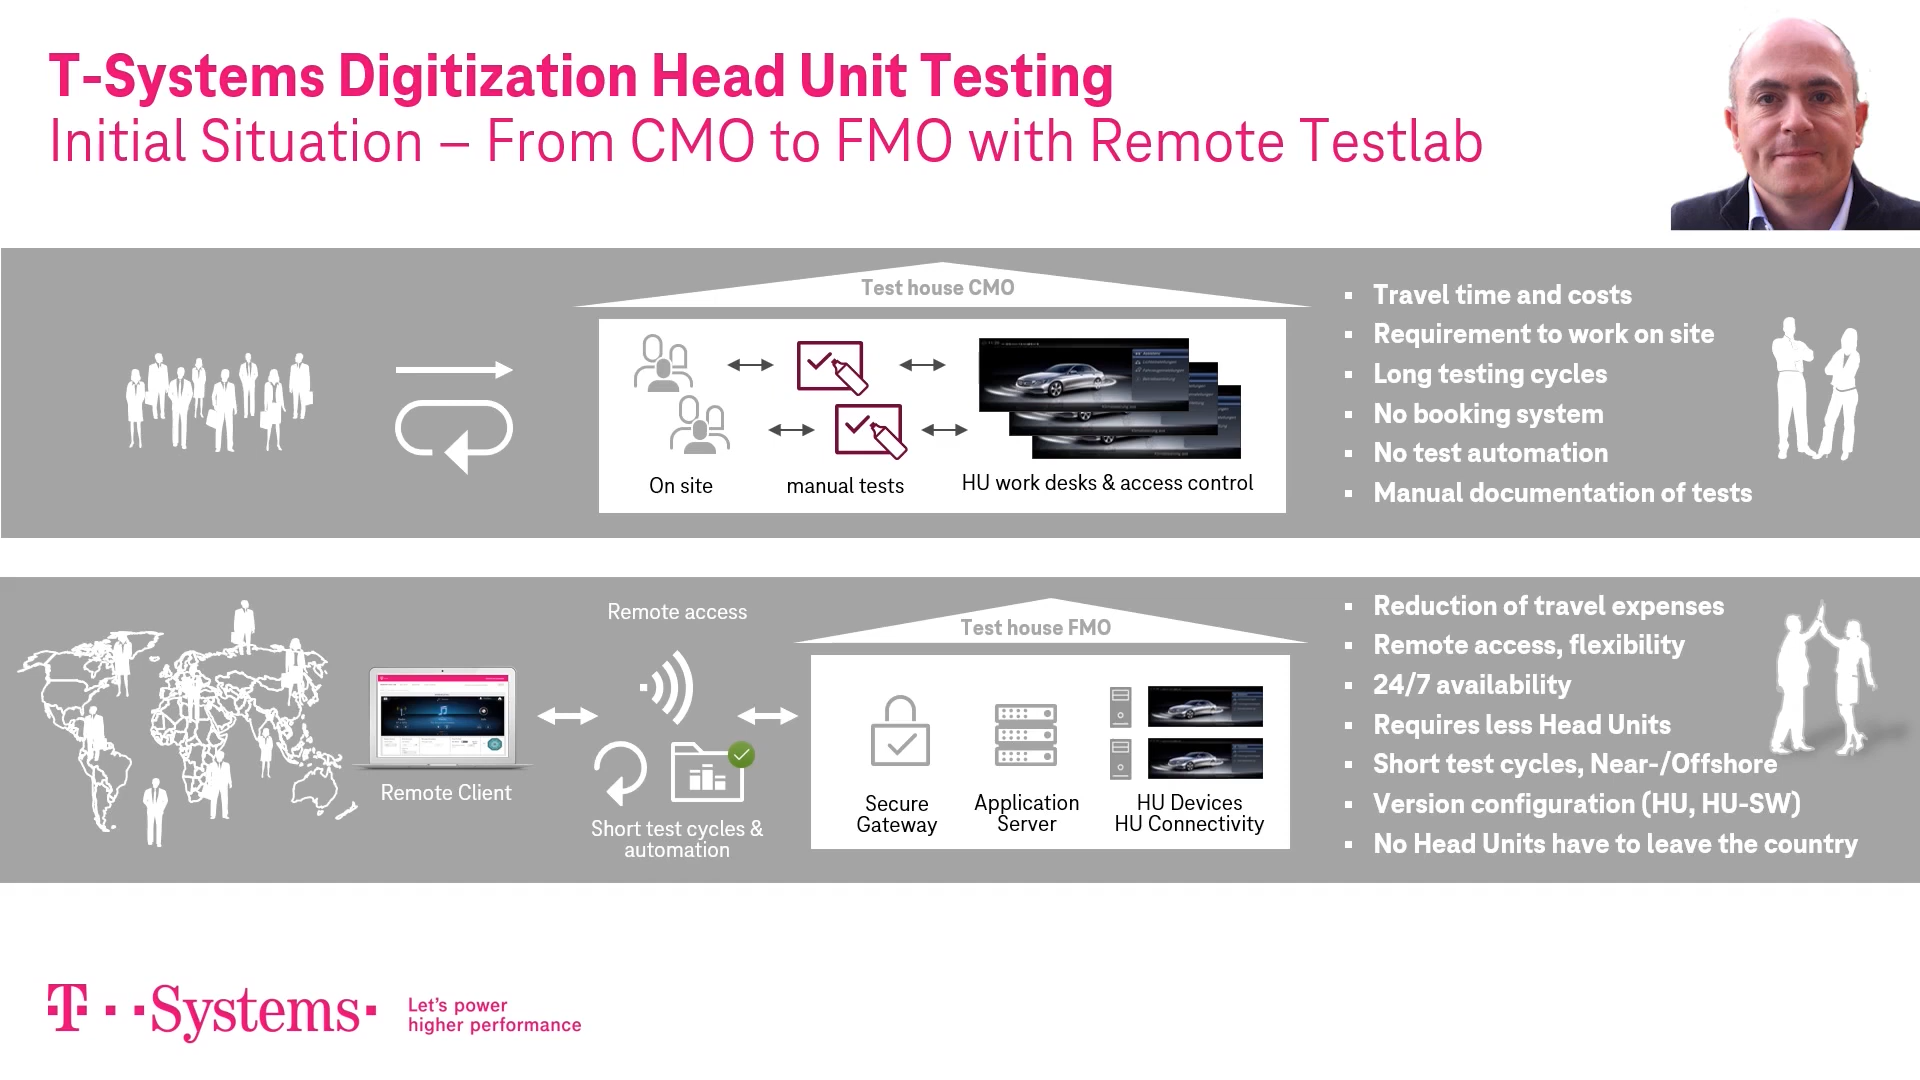 T-Systems Digitization Head Unit Testing
Initial Situation – From CMO to FMO with Remote Testlab
Test house CMO
On site
manual tests
HU work desks & access control
▪ Travel time and costs
▪ Requirement to work on site
▪ Long testing cycles
▪ No booking system
▪ No test automation
▪ Manual documentation of tests
Remote Client
Remote access
Short test cycles &
automation
Test house FMO
Secure
Gateway
Application
Server
HU Devices
HU Connectivity
▪ Reduction of travel expenses
▪ Remote access, flexibility
▪ 24/7 availability
▪ Requires less Head Units
▪ Short test cycles, Near-/Offshore
▪ Version configuration (HU, HU-SW)
▪ No Head Units have to leave the country
T··Systems·
Let's power
higher performance